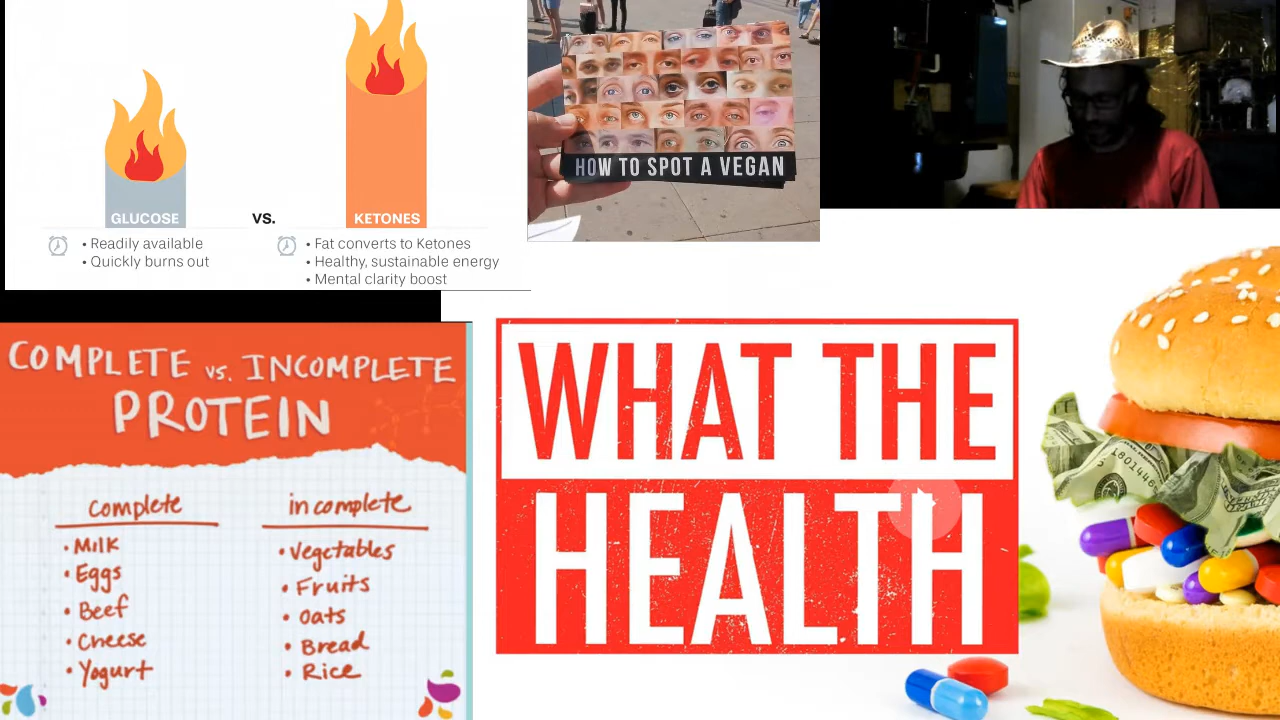 GLUCOSE
VS.
KETONES
• Readily available
• Quickly burns out
• Fat converts to Ketones
• Healthy, sustainable energy
• Mental clarity boost
HOW TO SPOT A VEGAN
COMPLETE vs. INCOMPLETE
PROTEIN
complete
• Milk
• Eggs
• Beef
• Cheese
• Yogurt
incomplete
• Vegetables
• Fruits
• Oats
• Bread
• Rice
WHAT THE
HEALTH